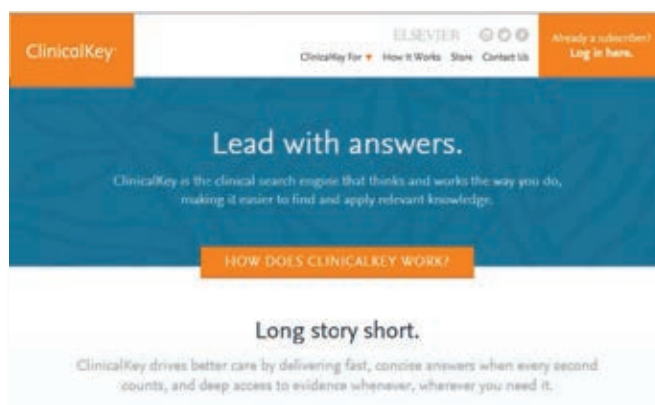 ClinicalKey
ELSEVIER
Already a subscriber?
Log in here.
ClinicalKey For How It Works Store Contact Us
Lead with answers.
ClinicalKey is the clinical search engine that thinks and works the way you do,
making it easier to find and apply relevant knowledge.
HOW DOES CLINICALKEY WORK?
Long story short.
ClinicalKey drives better care by delivering fast, concise answers when every second
counts, and deep access to evidence whenever, wherever you need it.